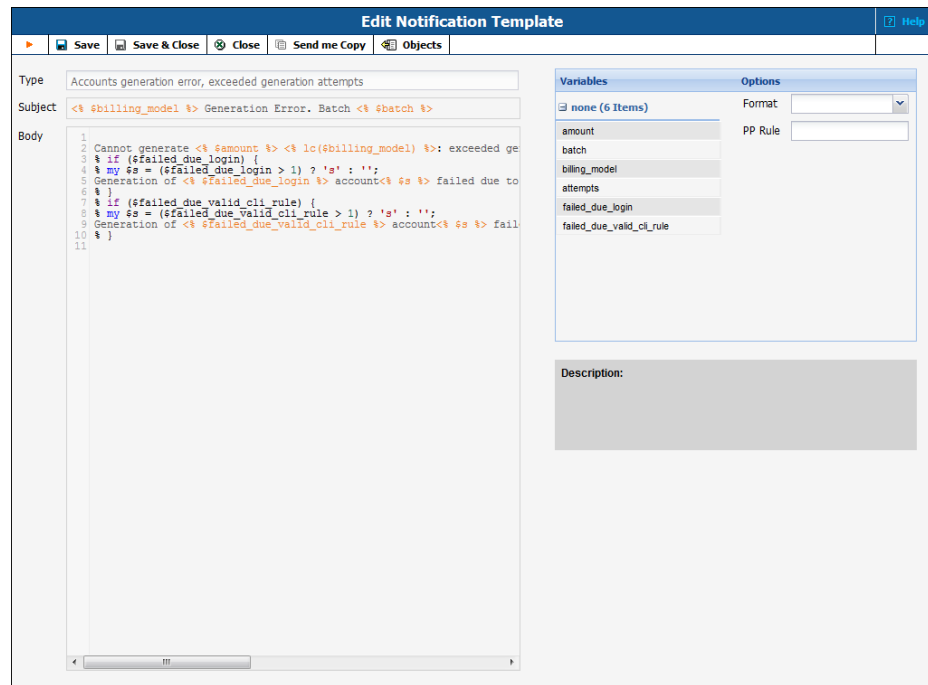 Edit Notification Template
? Help
Save
Save & Close
Close
Send me Copy
Objects
Type
Accounts generation error, exceeded generation attempts
Subject
<% $billing_model %> Generation Error. Batch <% $batch %>
Body
1
2 Cannot generate <% $amount %> <% lc($billing_model) %>: exceeded ge
3 % if ($failed_due_login) {
4 % my $s = ($failed_due_login > 1) ? 's' : '';
5 Generation of <% $failed_due_login %> account<% $s %> failed due to
6 % }
7 % if ($failed_due_valid_cli_rule) {
8 % my $s = ($failed_due_valid_cli_rule > 1) ? 's' : '';
9 Generation of <% $failed_due_valid_cli_rule %> account<% $s %> fail
10 % }
11
Variables
Options
none (6 Items)
Format
amount
PP Rule
batch
billing_model
attempts
failed_due_login
failed_due_valid_cli_rule
Description: